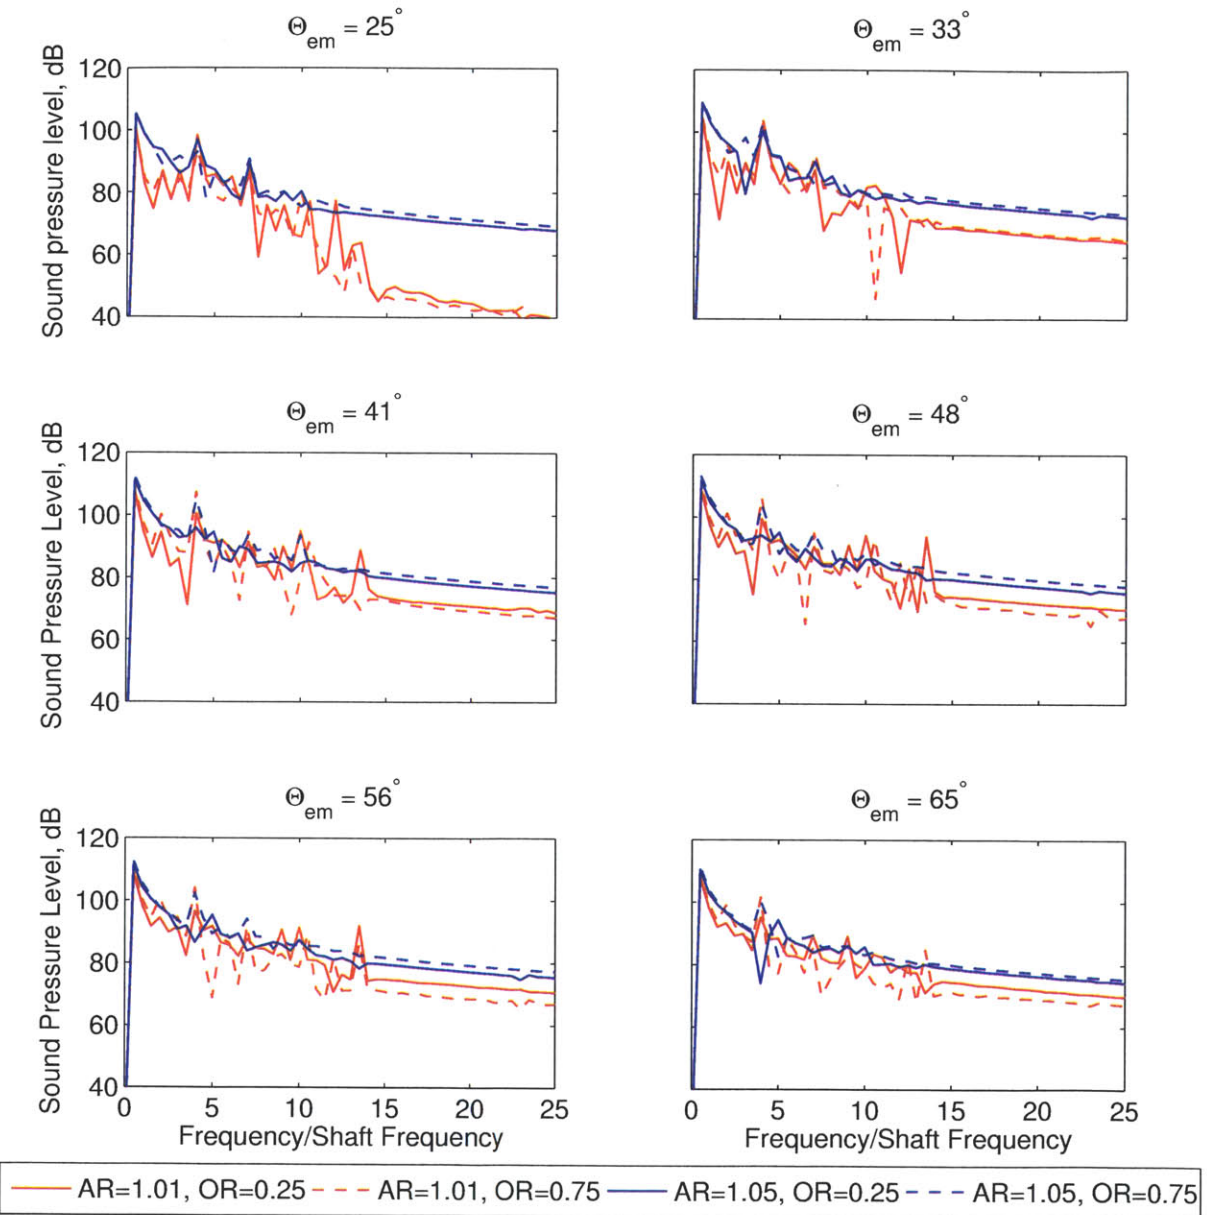 Θem = 25°
Θem = 33°
Sound pressure level, dB
120
100
80
60
40
Θem = 41°
Θem = 48°
Sound Pressure Level, dB
120
100
80
60
40
Θem = 56°
Θem = 65°
Sound Pressure Level, dB
120
100
80
60
40
0 5 10 15 20 25
0 5 10 15 20 25
Frequency/Shaft Frequency
Frequency/Shaft Frequency
AR=1.01, OR=0.25 AR=1.01, OR=0.75 AR=1.05, OR=0.25 AR=1.05, OR=0.75